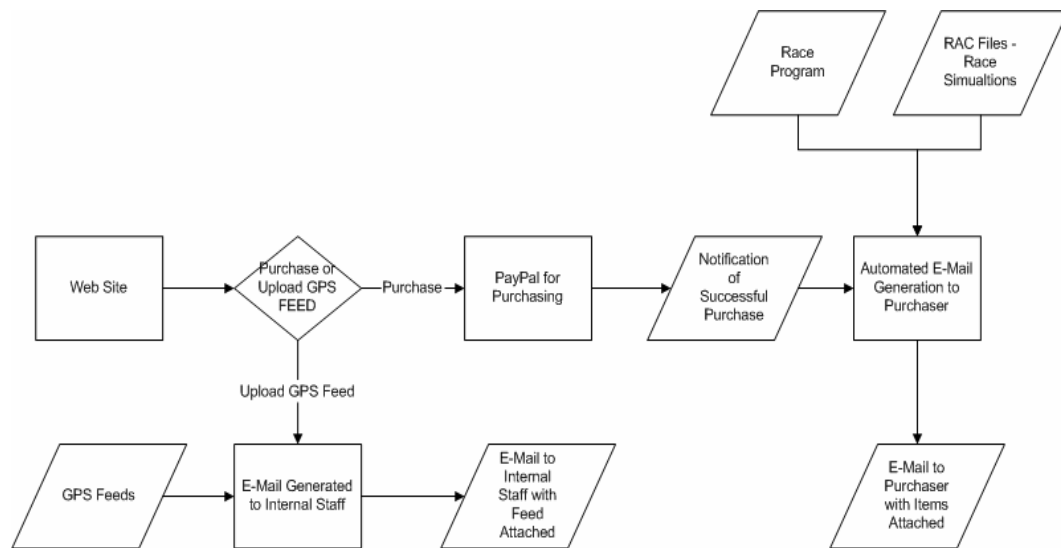 Race
Program
RAC Files -
Race
Simualtions
Web Site
Purchase or
Upload GPS
FEED
Purchase
PayPal for
Purchasing
Notification
of
Successful
Purchase
Automated E-Mail
Generation to
Purchaser
Upload GPS Feed
GPS Feeds
E-Mail Generated
to Internal Staff
E-Mail to
Internal
Staff with
Feed
Attached
E-Mail to
Purchaser
with Items
Attached